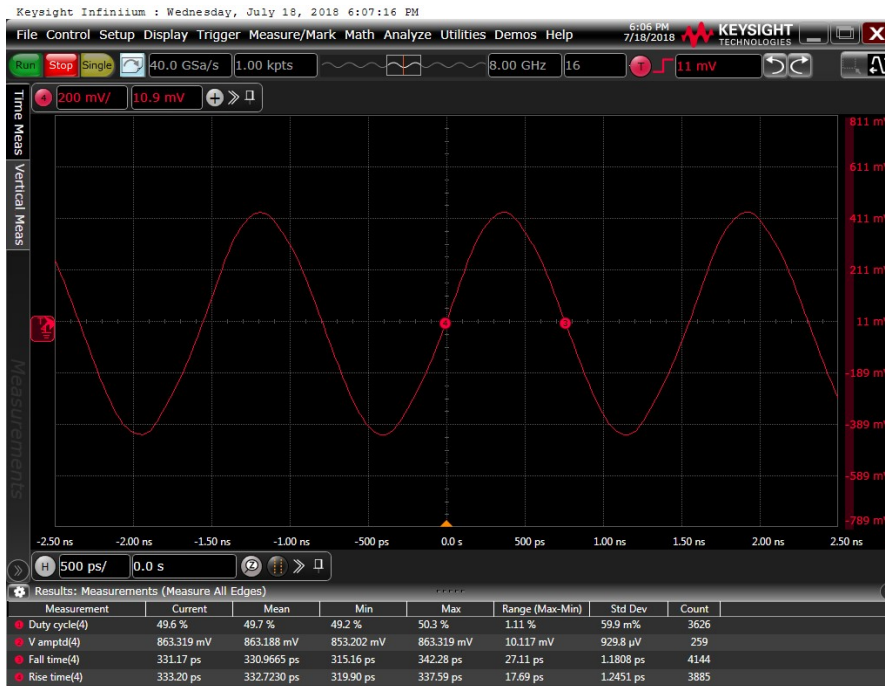 Keysight Infiniium : Wednesday, July 18, 2018 6:07:16 PM
File Control Setup Display Trigger Measure/Mark Math Analyze Utilities Demos Help 6:06 PM 7/18/2018 KEYSIGHT TECHNOLOGIES
Run Stop Single 40.0 GSa/s 1.00 kpts 8.00 GHz 16 T 11 mV
4 200 mV/ 10.9 mV
Time Meas
Vertical Meas
Measurements
811 m
611 m
411 m
211 m
11 m
-189 m
-389 m
-589 m
-789 m
4 3
-2.50 ns -2.00 ns -1.50 ns -1.00 ns -500 ps 0.0 s 500 ps 1.00 ns 1.50 ns 2.00 ns 2.50 ns
H 500 ps/ 0.0 s
Results: Measurements (Measure All Edges)
Measurement Current Mean Min Max Range (Max-Min) Std Dev Count
Duty cycle(4) 49.6 % 49.7 % 49.2 % 50.3 % 1.11 % 59.9 m% 3626
V amptd(4) 863.319 mV 863.188 mV 853.202 mV 863.319 mV 10.117 mV 929.8 µV 259
Fall time(4) 331.17 ps 330.9665 ps 315.16 ps 342.28 ps 27.11 ps 1.1808 ps 4144
Rise time(4) 333.20 ps 332.7230 ps 319.90 ps 337.59 ps 17.69 ps 1.2451 ps 3885